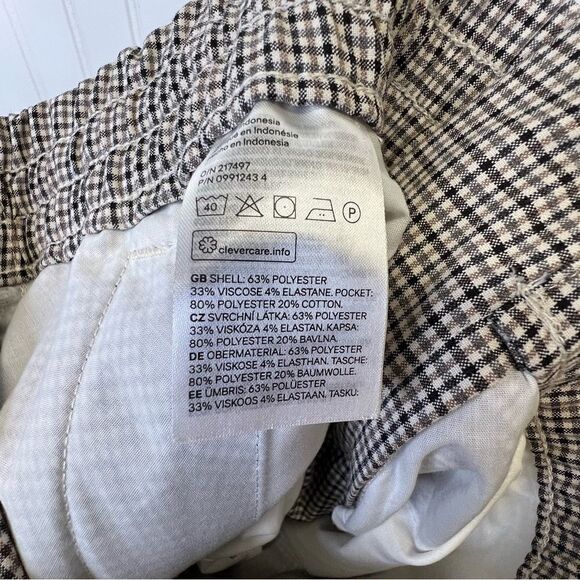 donesia
en Indonésie
o en Indonesia
O/N 217497
P/N 0991243 4
40 P
clevercare.info
GB SHELL: 63% POLYESTER
33% VISCOSE 4% ELASTANE. POCKET:
80% POLYESTER 20% COTTON.
CZ SVRCHNÍ LÁTKA: 63% POLYESTER
33% VISKÓZA 4% ELASTAN. KAPSA:
80% POLYESTER 20% BAVLNA.
DE OBERMATERIAL: 63% POLYESTER
33% VISKOSE 4% ELASTHAN. TASCHE:
80% POLYESTER 20% BAUMWOLLE.
EE ÜMBRIS: 63% POLÜESTER
33% VISKOOS 4% ELASTAAN. TASKU: